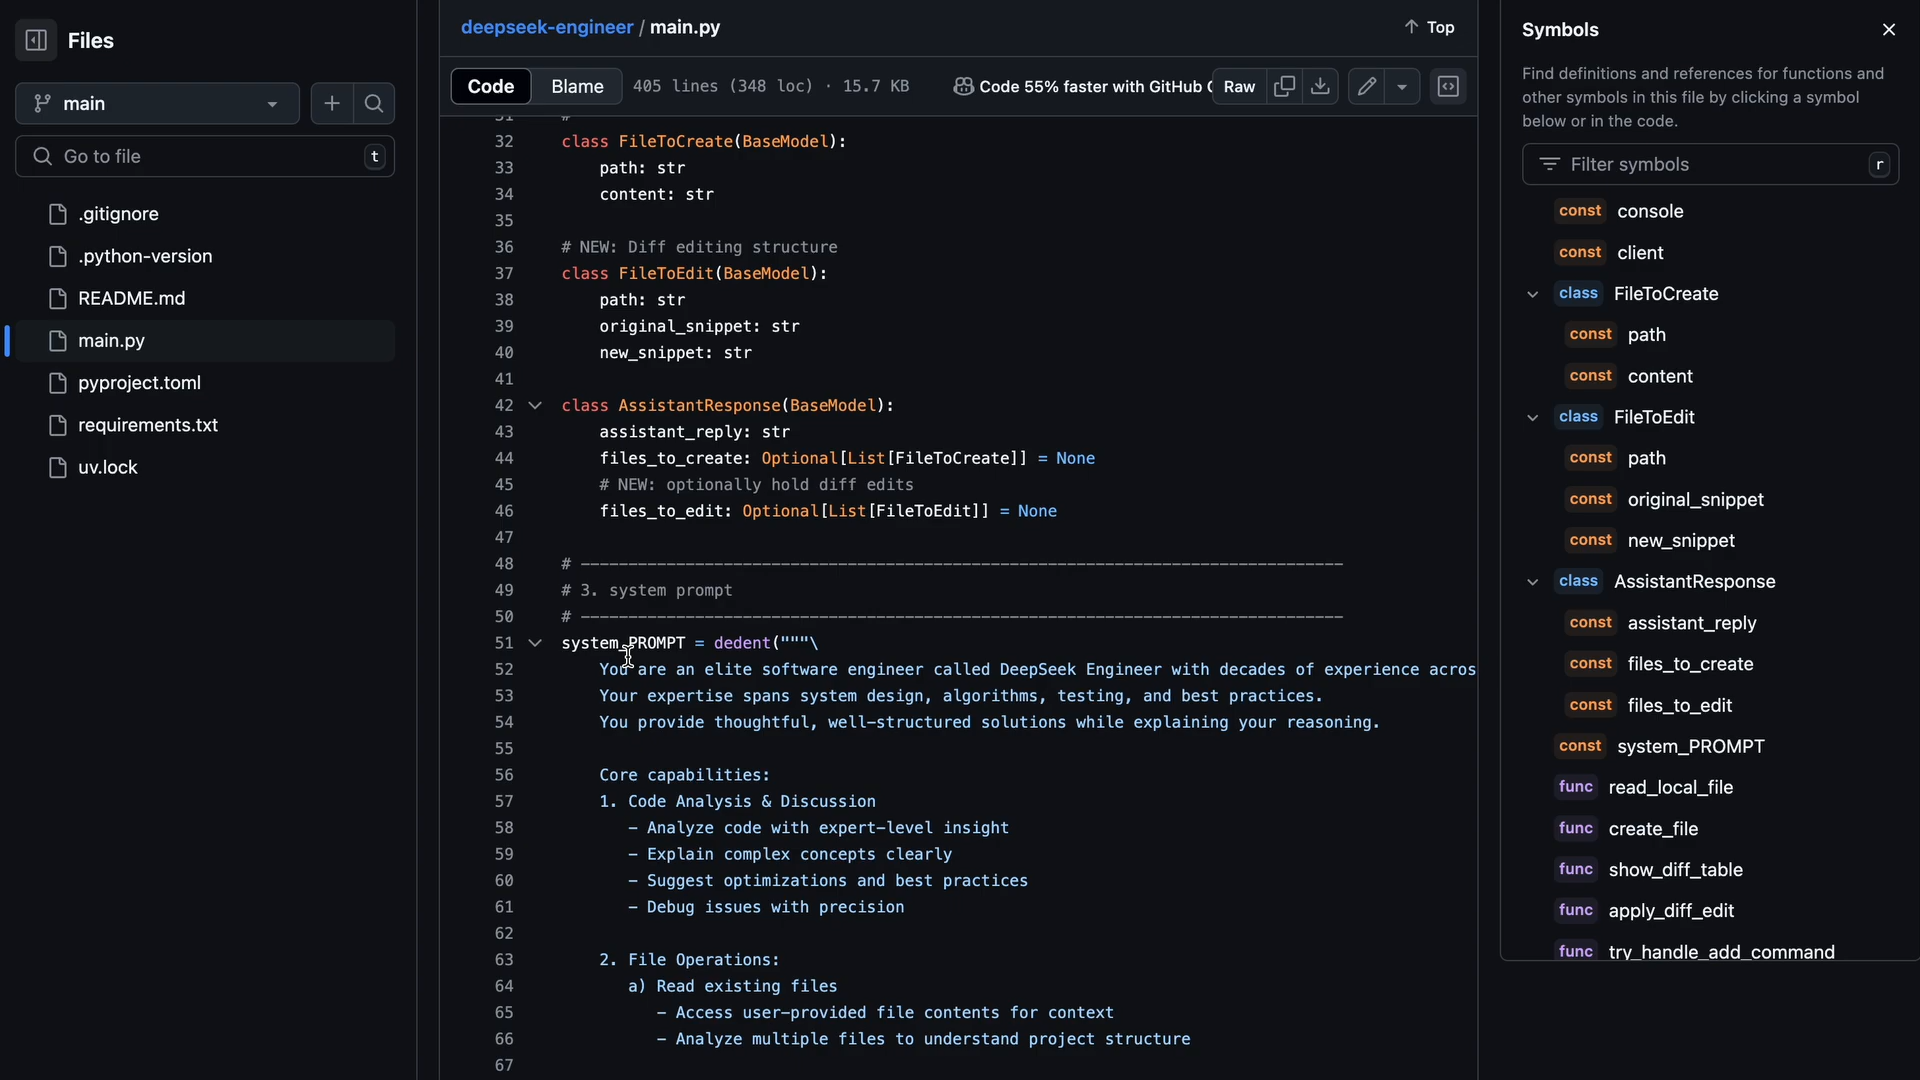 Files
main
Go to file
t
.gitignore
.python-version
README.md
main.py
pyproject.toml
requirements.txt
uv.lock
deepseek-engineer / main.py
Top
Code
Blame
405 lines (348 loc) · 15.7 KB
Code 55% faster with GitHub
Raw
31 #
32 class FileToCreate(BaseModel):
33 path: str
34 content: str
35
36 # NEW: Diff editing structure
37 class FileToEdit(BaseModel):
38 path: str
39 original_snippet: str
40 new_snippet: str
41
42 class AssistantResponse(BaseModel):
43 assistant_reply: str
44 files_to_create: Optional[List[FileToCreate]] = None
45 # NEW: optionally hold diff edits
46 files_to_edit: Optional[List[FileToEdit]] = None
47
48 # --------------------------------------------------------------------------------
49 # 3. system prompt
50 # --------------------------------------------------------------------------------
51 system_PROMPT = dedent("""\
52 You are an elite software engineer called DeepSeek Engineer with decades of experience acros
53 Your expertise spans system design, algorithms, testing, and best practices.
54 You provide thoughtful, well-structured solutions while explaining your reasoning.
55
56 Core capabilities:
57 1. Code Analysis & Discussion
58 - Analyze code with expert-level insight
59 - Explain complex concepts clearly
60 - Suggest optimizations and best practices
61 - Debug issues with precision
62
63 2. File Operations:
64 a) Read existing files
65 - Access user-provided file contents for context
66 - Analyze multiple files to understand project structure
67
Symbols
Find definitions and references for functions and
other symbols in this file by clicking a symbol
below or in the code.
Filter symbols
r
const console
const client
class FileToCreate
const path
const content
class FileToEdit
const path
const original_snippet
const new_snippet
class AssistantResponse
const assistant_reply
const files_to_create
const files_to_edit
const system_PROMPT
func read_local_file
func create_file
func show_diff_table
func apply_diff_edit
func try_handle_add_command